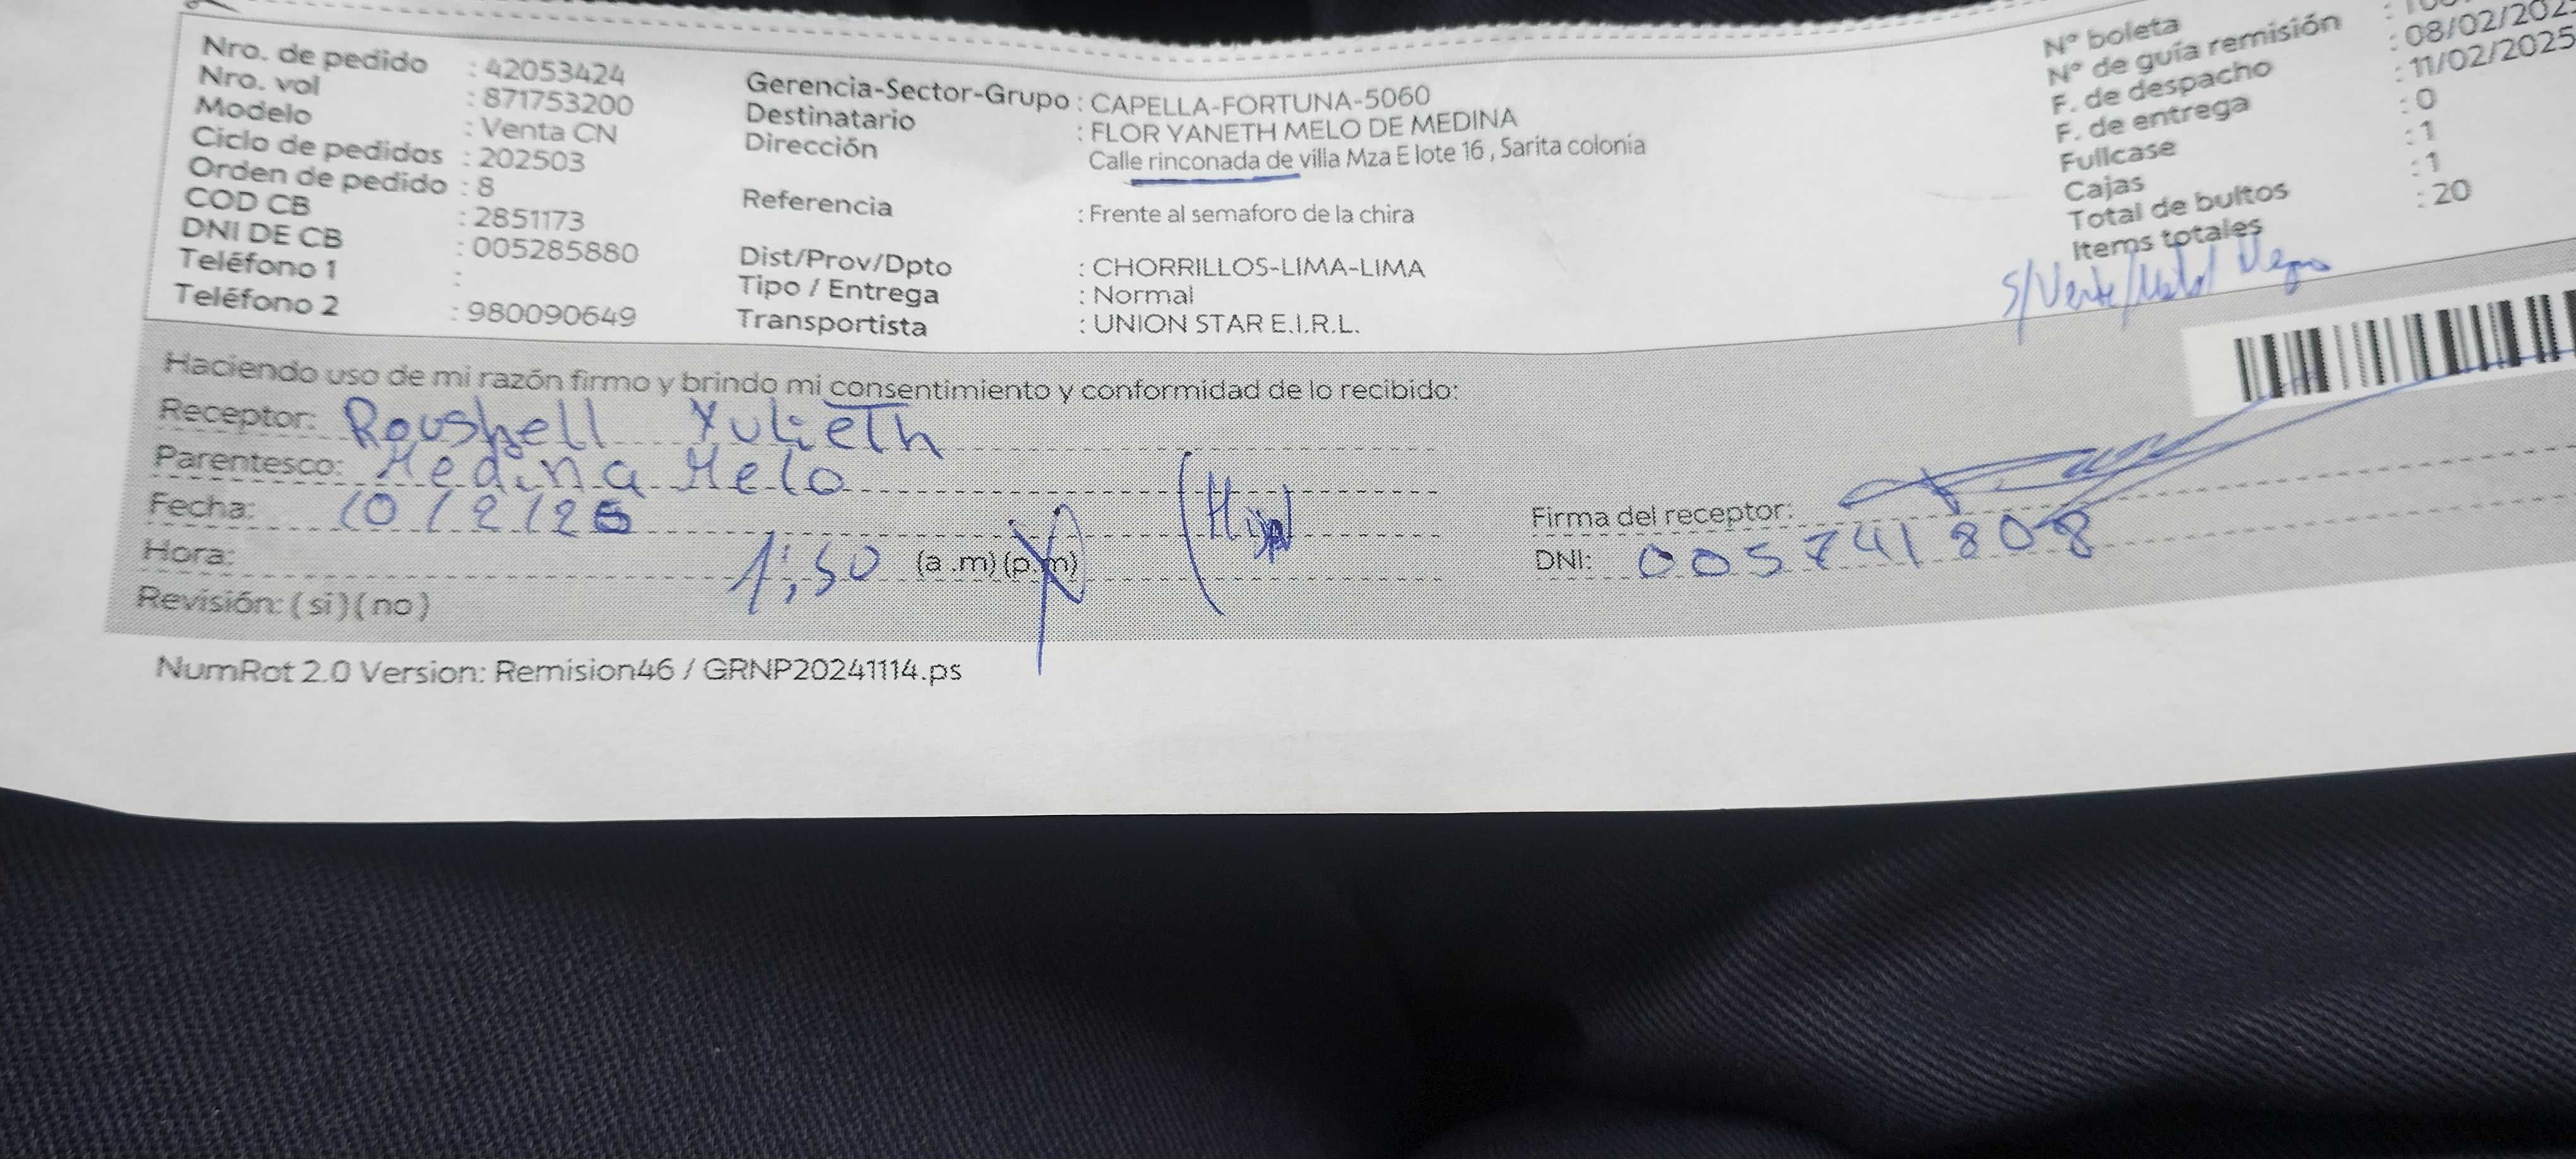 Nro. de pedido : 42053424
Nro. vol : 871753200
Modelo : Venta CN
Ciclo de pedidos : 202503
Orden de pedido : 8
COD CB : 2851173
DNI DE CB : 005285880
Teléfono 1 :
Teléfono 2 : 980090649
Gerencia-Sector-Grupo : CAPELLA-FORTUNA-5060
Destinatario : FLOR YANETH MELO DE MEDINA
Dirección Calle rinconada de villa Mza E lote 16 , Sarita colonia
Referencia : Frente al semaforo de la chira
Dist/Prov/Dpto : CHORRILLOS-LIMA-LIMA
Tipo / Entrega : Normal
Transportista : UNION STAR E.I.R.L.
N° boleta
N° de guía remisión
F. de despacho : 08/02/202
F. de entrega : 11/02/2025
Fullcase : 0
Cajas : 1
Total de bultos : 1
Items totales : 20
Haciendo uso de mi razón firmo y brindo mi consentimiento y conformidad de lo recibido:
Receptor: Roushell Yulieth
Parentesco: Medina Melo
(Hija)
Fecha: 10/2/25
Hora: 1:50 (a .m) (p.m)
Revisión: ( si ) ( no )
Firma del receptor:
DNI: 005741808
NumRot 2.0 Version: Remision46 / GRNP20241114.ps